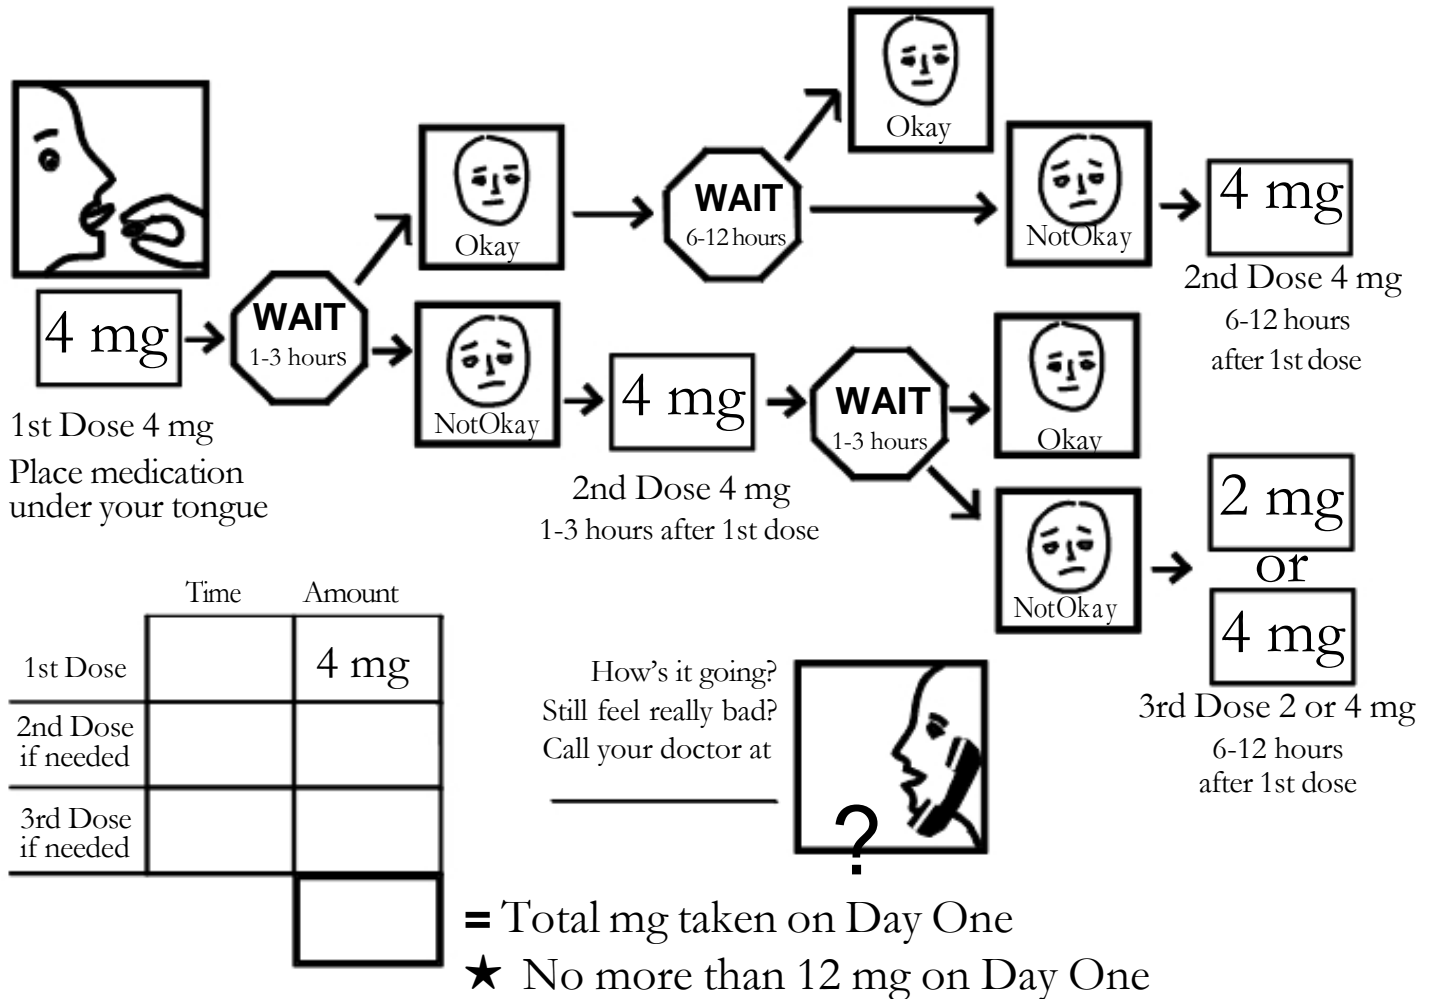 4 mg
1st Dose 4 mg
Place medication
under your tongue
WAIT
1-3 hours
Okay
WAIT
6-12 hours
Okay
NotOkay
4 mg
2nd Dose 4 mg
6-12 hours
after 1st dose
NotOkay
4 mg
2nd Dose 4 mg
1-3 hours after 1st dose
WAIT
1-3 hours
Okay
NotOkay
2 mg
or
4 mg
3rd Dose 2 or 4 mg
6-12 hours
after 1st dose
Time Amount
1st Dose 4 mg
2nd Dose
if needed
3rd Dose
if needed
How's it going?
Still feel really bad?
Call your doctor at
?
= Total mg taken on Day One
★ No more than 12 mg on Day One